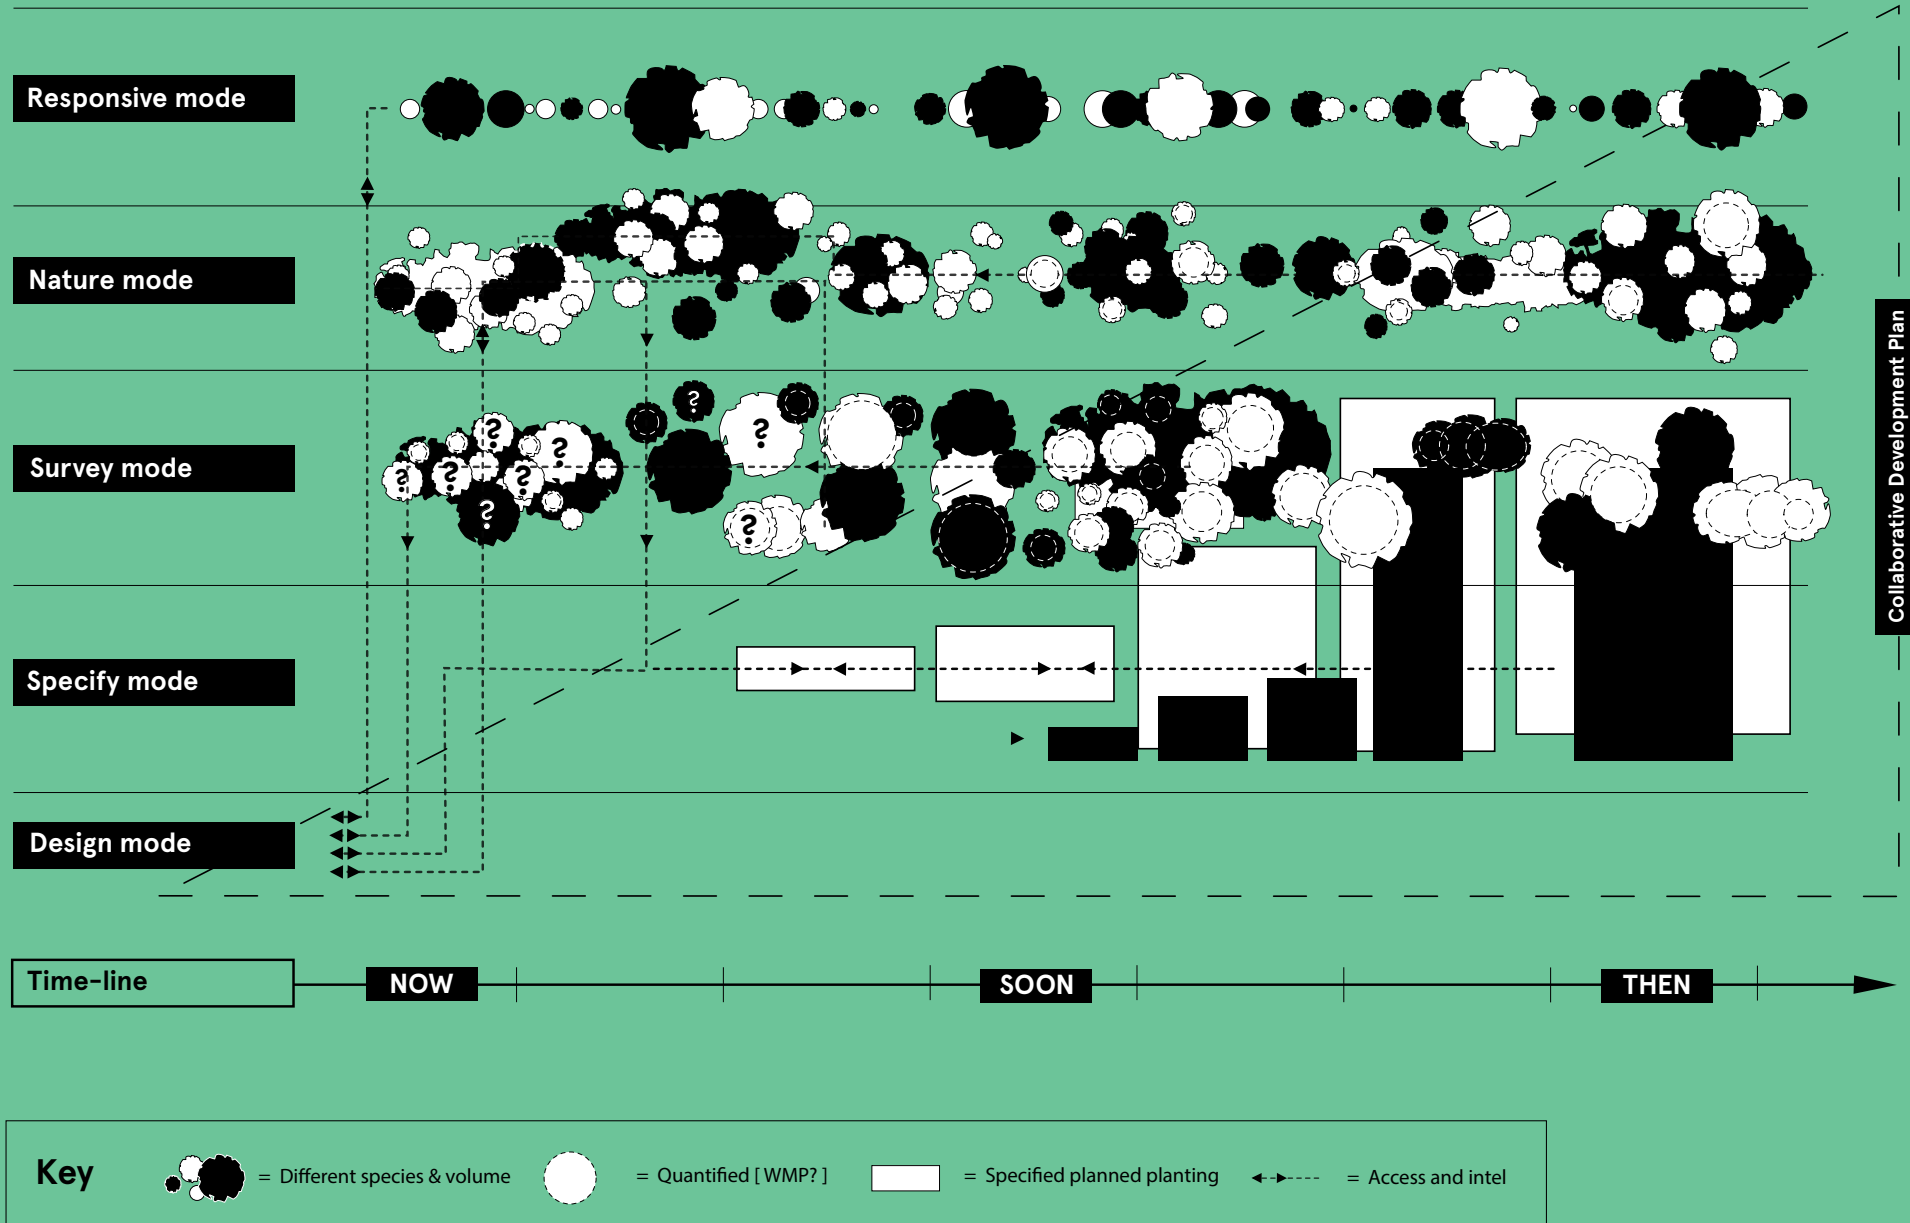 Responsive mode
Nature mode
Survey mode
? ? ? ? ? ? ? ? ?
Specify mode
Design mode
Collaborative Development Plan
Time-line
NOW
SOON
THEN
Key
= Different species & volume
= Quantified [ WMP? ]
= Specified planned planting
= Access and intel